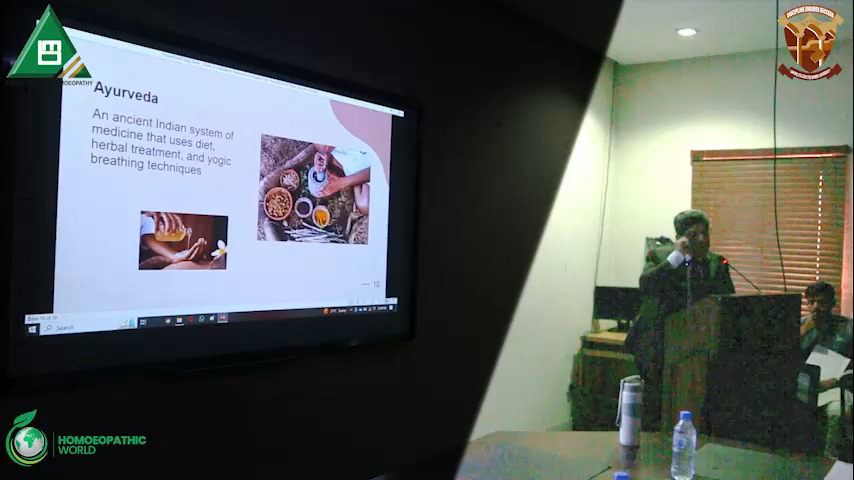 HOMOEOPATHY
Ayurveda
An ancient Indian system of
medicine that uses diet,
herbal treatment, and yogic
breathing techniques
10
Search
HOMOEOPATHIC
WORLD